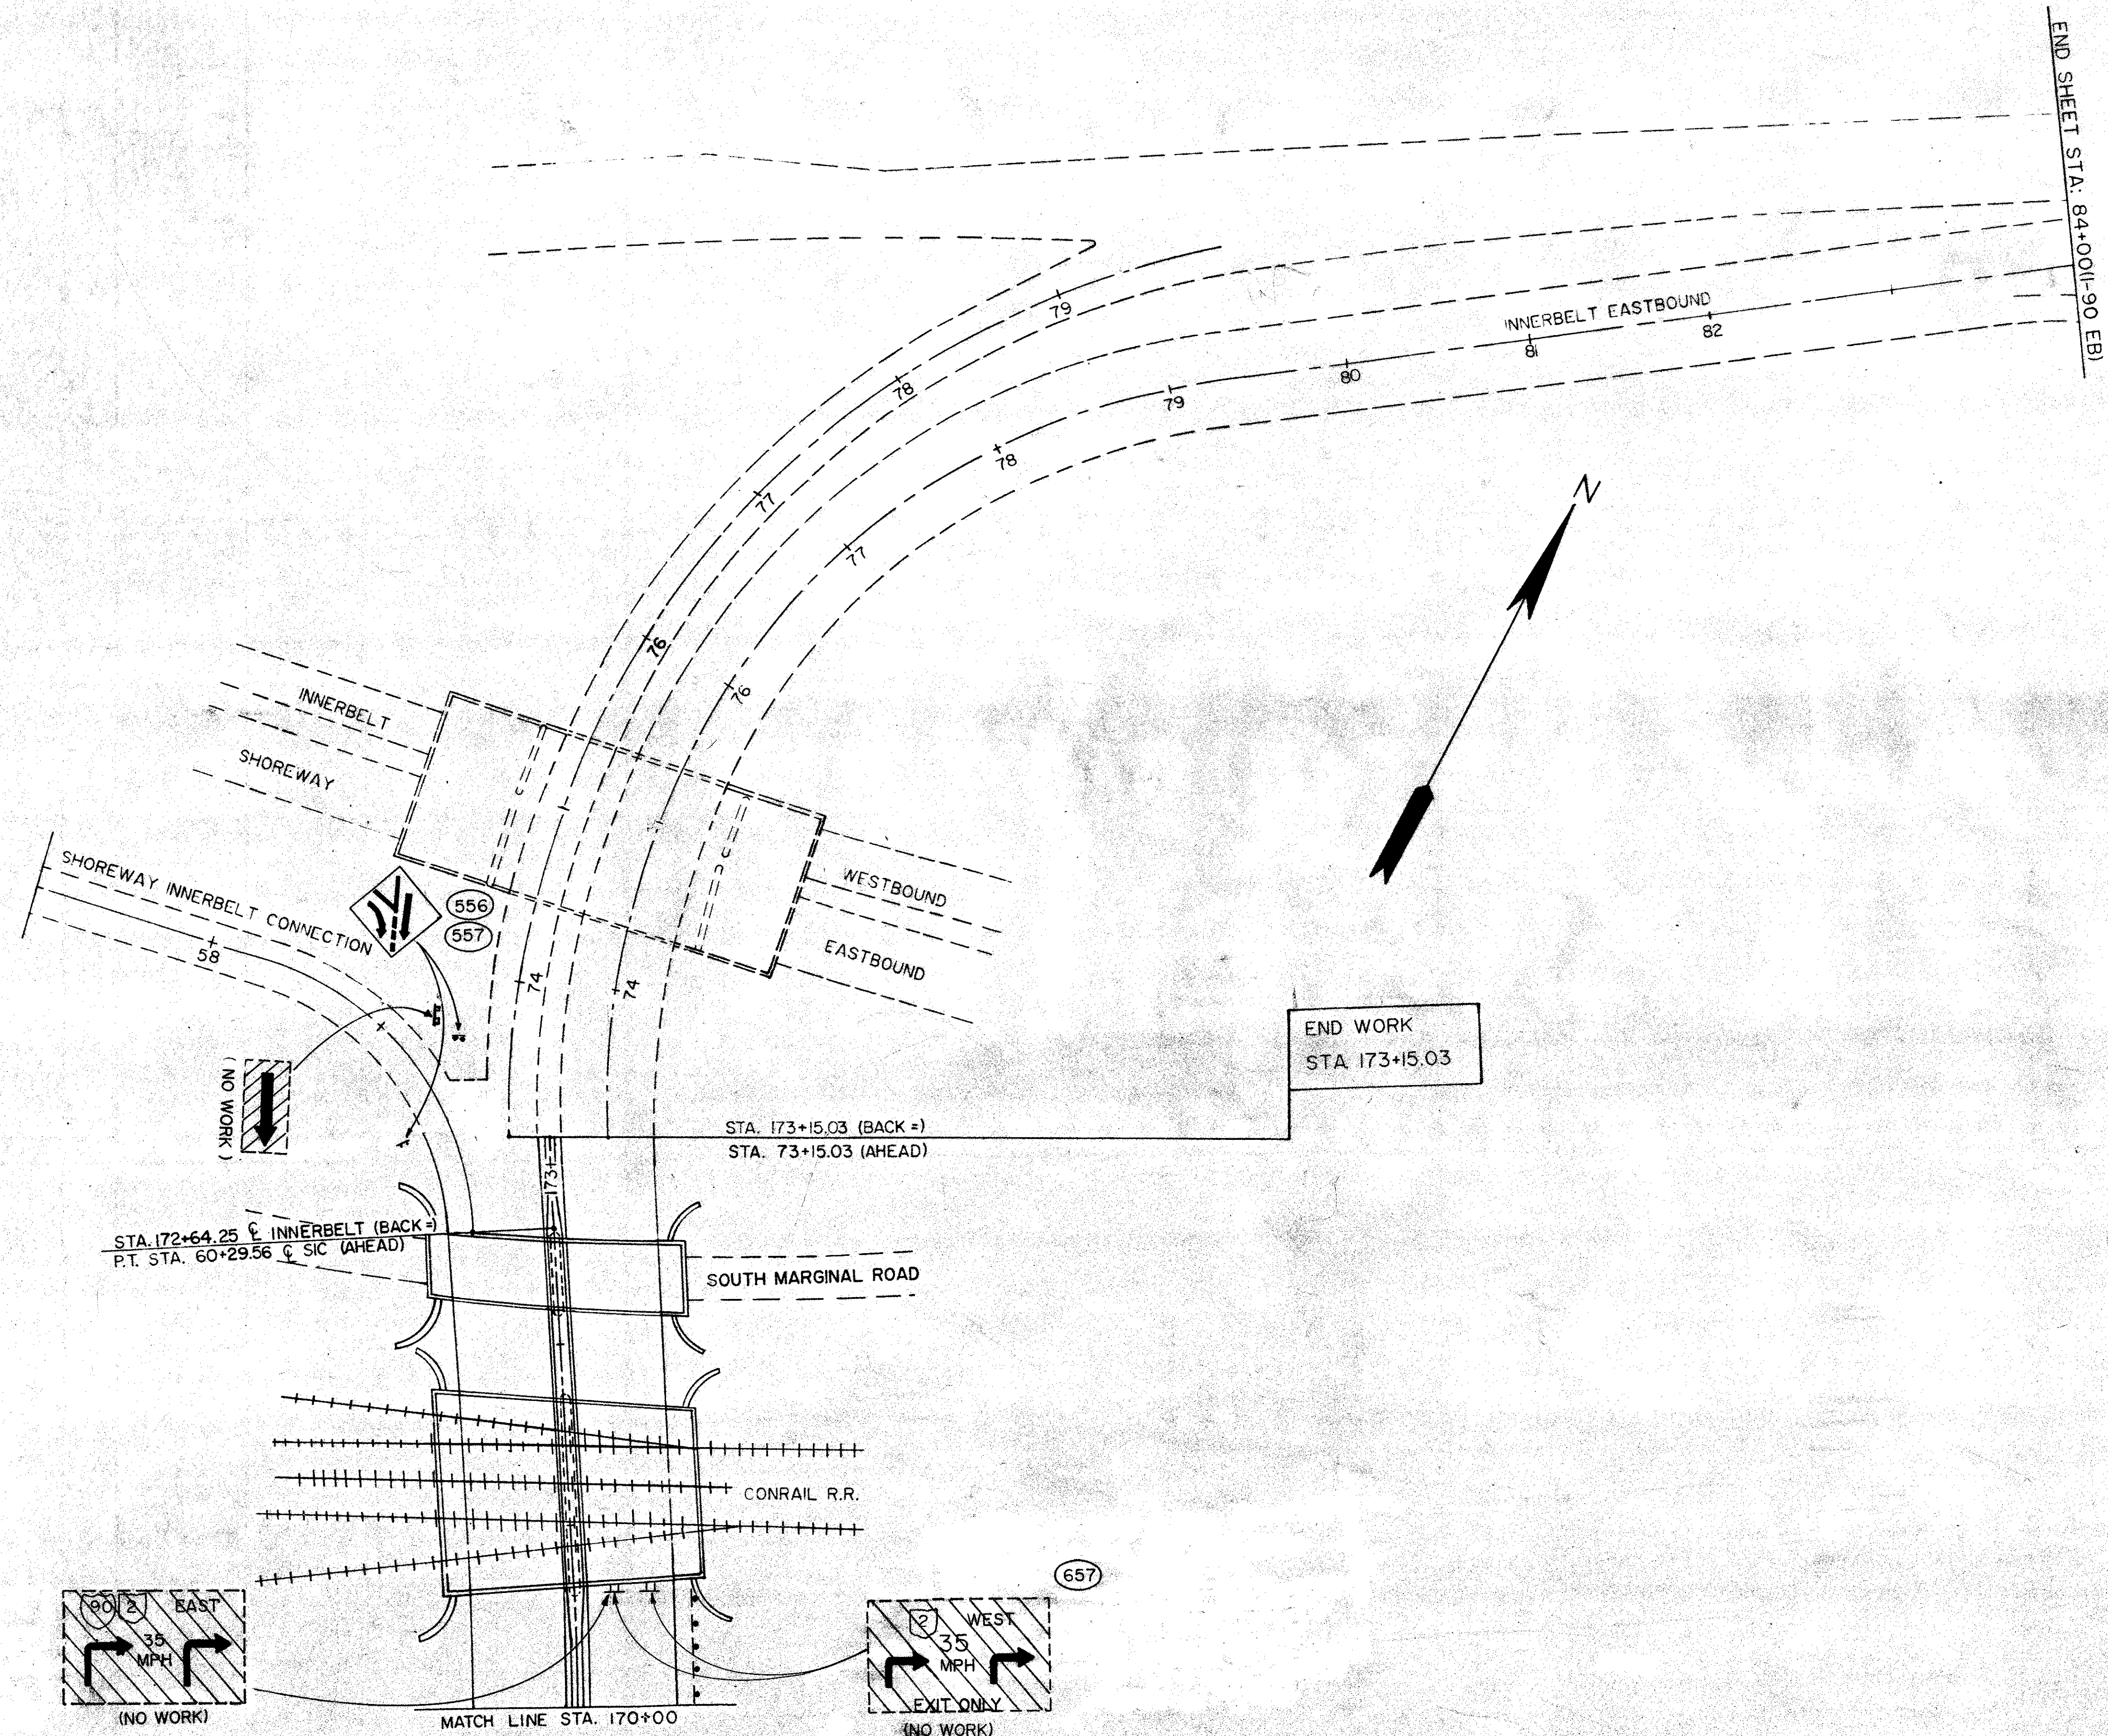 END SHEET STA: 84+00(I-90 EB)
79
INNERBELT EASTBOUND
82
81
80
79
78
78
77
77
N
76
76
INNERBELT
SHOREWAY
WESTBOUND
EASTBOUND
SHOREWAY INNERBELT CONNECTION
58
556
557
74
74
END WORK
STA 173+15.03
(NO WORK)
STA. 173+15.03 (BACK =)
STA. 73+15.03 (AHEAD)
173+
STA. 172+64.25 ℄ INNERBELT (BACK =)
P.T. STA. 60+29.56 ℄ SIC (AHEAD)
SOUTH MARGINAL ROAD
CONRAIL R.R.
657
90 2 EAST
35
MPH
(NO WORK)
2 WEST
35
MPH
EXIT ONLY
(NO WORK)
MATCH LINE STA. 170+00